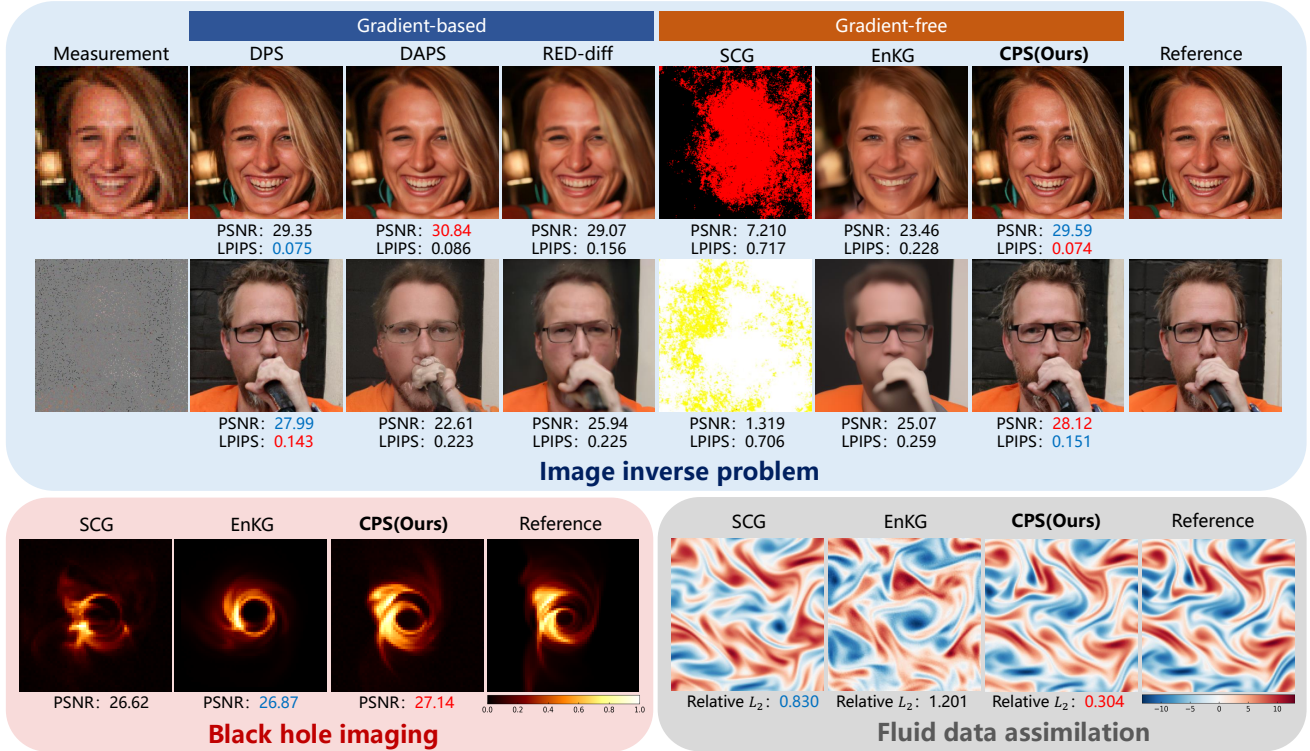 Gradient-based Gradient-free
Measurement DPS DAPS RED-diff SCG EnKG CPS(Ours) Reference
PSNR: 29.35 PSNR: 30.84 PSNR: 29.07 PSNR: 7.210 PSNR: 23.46 PSNR: 29.59
LPIPS: 0.075 LPIPS: 0.086 LPIPS: 0.156 LPIPS: 0.717 LPIPS: 0.228 LPIPS: 0.074
PSNR: 27.99 PSNR: 22.61 PSNR: 25.94 PSNR: 1.319 PSNR: 25.07 PSNR: 28.12
LPIPS: 0.143 LPIPS: 0.223 LPIPS: 0.225 LPIPS: 0.706 LPIPS: 0.259 LPIPS: 0.151
Image inverse problem
SCG EnKG CPS(Ours) Reference
PSNR: 26.62 PSNR: 26.87 PSNR: 27.14
0.0 0.2 0.4 0.6 0.8 1.0
Black hole imaging
SCG EnKG CPS(Ours) Reference
Relative L₂: 0.830 Relative L₂: 1.201 Relative L₂: 0.304
−10 −5 0 5 10
Fluid data assimilation